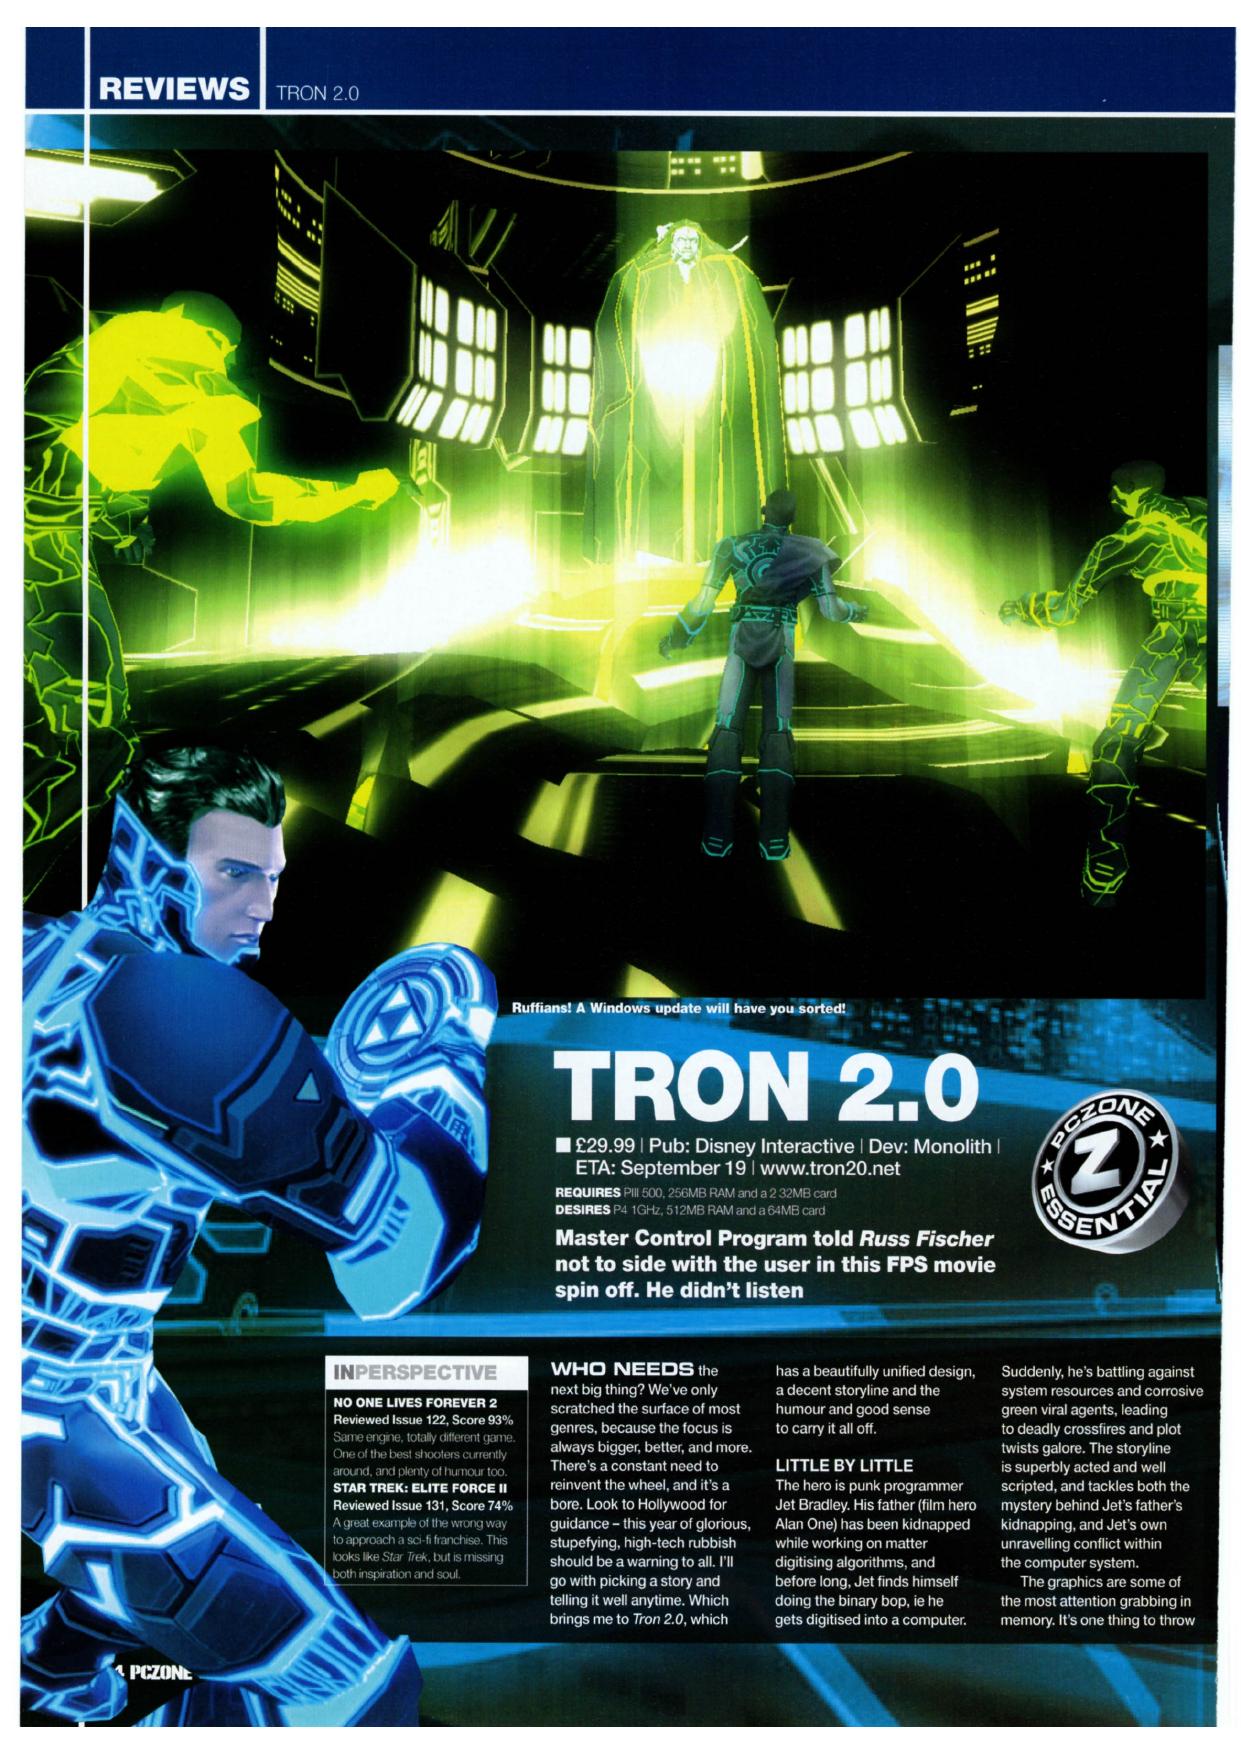 REVIEWS
TRON 2.0
Ruffians! A Windows update will have you sorted!
TRON 2.0
■ £29.99 | Pub: Disney Interactive | Dev: Monolith |
ETA: September 19 | www.tron20.net
REQUIRES PIII 500, 256MB RAM and a 2 32MB card
DESIRES P4 1GHz, 512MB RAM and a 64MB card
PCZONE
Z
ESSENTIAL
Master Control Program told Russ Fischer
not to side with the user in this FPS movie
spin off. He didn't listen
INPERSPECTIVE
NO ONE LIVES FOREVER 2
Reviewed Issue 122, Score 93%
Same engine, totally different game.
One of the best shooters currently
around, and plenty of humour too.
STAR TREK: ELITE FORCE II
Reviewed Issue 131, Score 74%
A great example of the wrong way
to approach a sci-fi franchise. This
looks like Star Trek, but is missing
both inspiration and soul.
WHO NEEDS the
next big thing? We've only
scratched the surface of most
genres, because the focus is
always bigger, better, and more.
There's a constant need to
reinvent the wheel, and it's a
bore. Look to Hollywood for
guidance – this year of glorious,
stupefying, high-tech rubbish
should be a warning to all. I'll
go with picking a story and
telling it well anytime. Which
brings me to Tron 2.0, which
has a beautifully unified design,
a decent storyline and the
humour and good sense
to carry it all off.
LITTLE BY LITTLE
The hero is punk programmer
Jet Bradley. His father (film hero
Alan One) has been kidnapped
while working on matter
digitising algorithms, and
before long, Jet finds himself
doing the binary bop, ie he
gets digitised into a computer.
Suddenly, he's battling against
system resources and corrosive
green viral agents, leading
to deadly crossfires and plot
twists galore. The storyline
is superbly acted and well
scripted, and tackles both the
mystery behind Jet's father's
kidnapping, and Jet's own
unravelling conflict within
the computer system.
The graphics are some of
the most attention grabbing in
memory. It's one thing to throw
4 PCZONE